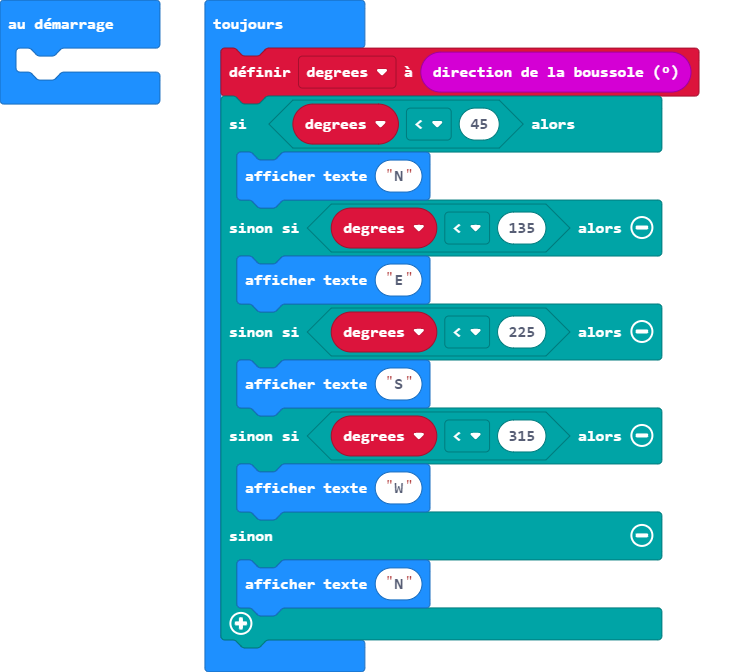 au démarrage
toujours
définir degrees à direction de la boussole (º)
si degrees < 45 alors
afficher texte "N"
sinon si degrees < 135 alors
afficher texte "E"
sinon si degrees < 225 alors
afficher texte "S"
sinon si degrees < 315 alors
afficher texte "W"
sinon
afficher texte "N"